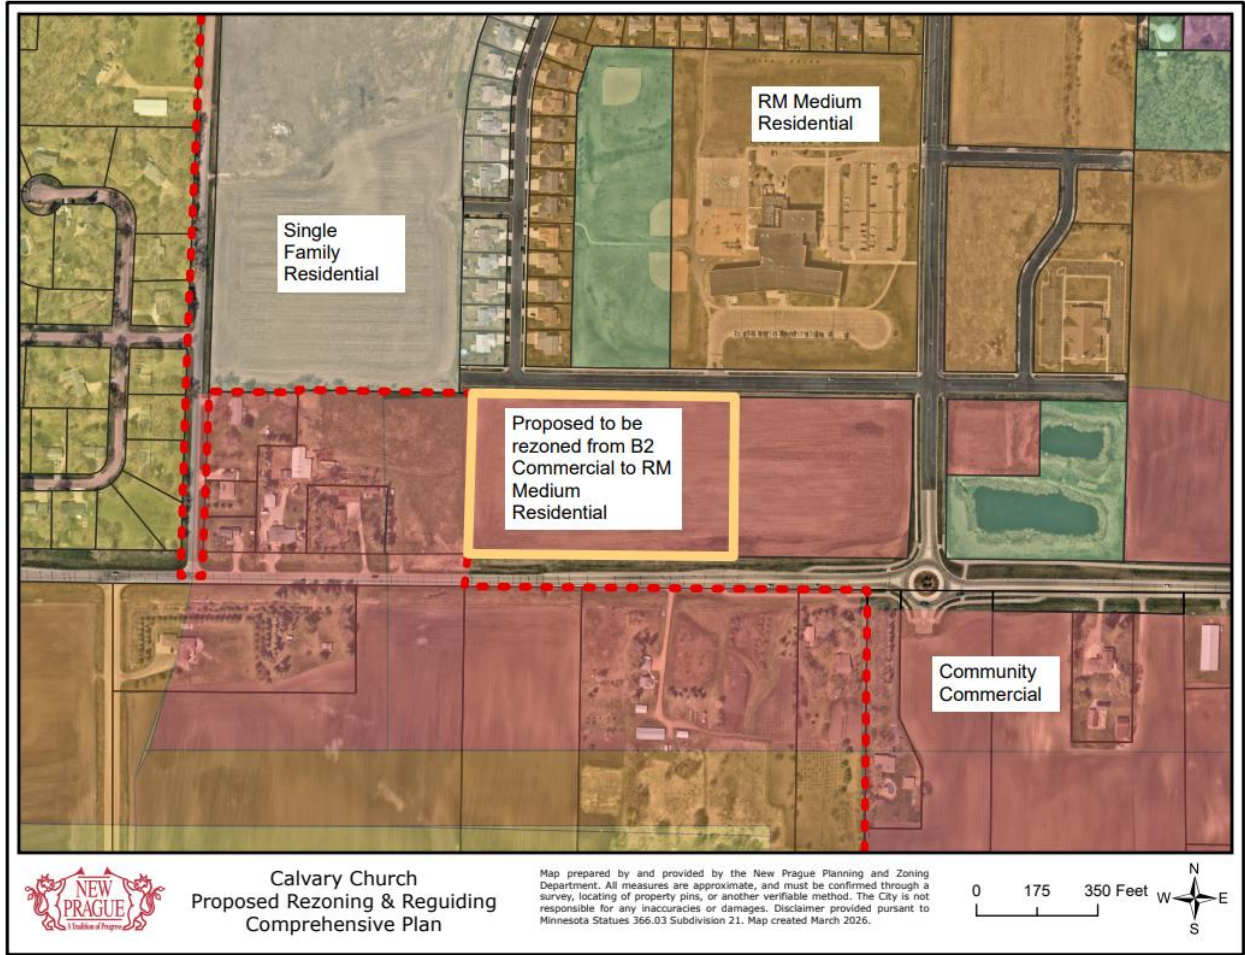 RM Medium
Residential
Single
Family
Residential
Proposed to be
rezoned from B2
Commercial to RM
Medium
Residential
Community
Commercial
NEW
PRAGUE
A Tradition of Progress
Calvary Church
Proposed Rezoning & Reguiding
Comprehensive Plan
Map prepared by and provided by the New Prague Planning and Zoning
Department. All measures are approximate, and must be confirmed through a
survey, locating of property pins, or another verifiable method. The City is not
responsible for any inaccuracies or damages. Disclaimer provided pursuant to
Minnesota Statues 366.03 Subdivision 21. Map created March 2026.
0 175 350 Feet
N
W E
S